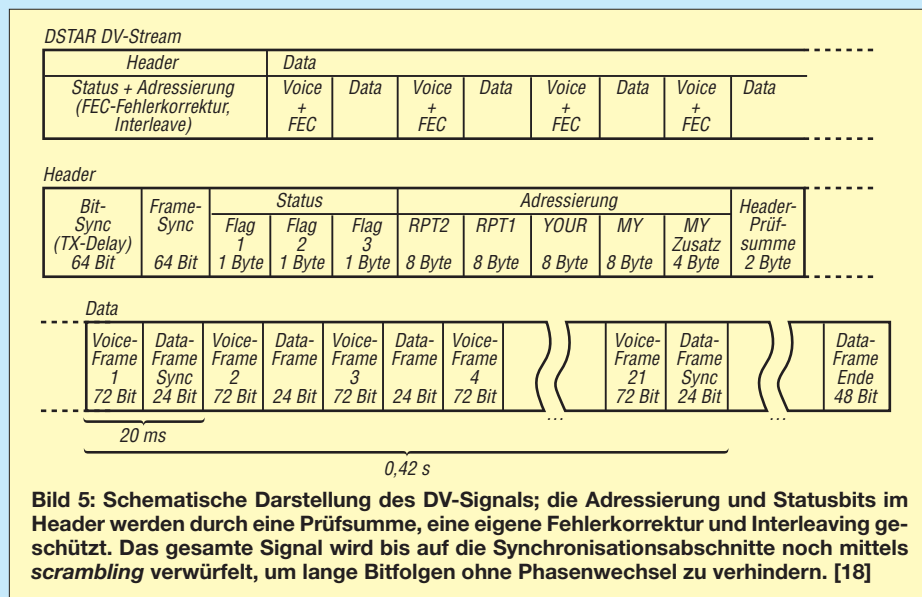 DSTAR DV-Stream
Header Data
Status + Adressierung Voice Data Voice Data Voice Data Voice Data
(FEC-Fehlerkorrektur, + + + +
Interleave) FEC FEC FEC FEC
Header
Bit- Frame- Status Adressierung Header-
Sync Sync Flag Flag Flag RPT2 RPT1 YOUR MY MY Prüf-
(TX-Delay) 1 2 3 Zusatz summe
64 Bit 64 Bit 1 Byte 1 Byte 1 Byte 8 Byte 8 Byte 8 Byte 8 Byte 4 Byte 2 Byte
Data
Voice- Data- Voice- Data- Voice- Data- Voice- Voice- Data- Data-
Frame Frame Frame Frame Frame Frame Frame Frame Frame Frame
1 Sync 2 3 4 21 Sync Ende
72 Bit 24 Bit 72 Bit 24 Bit 72 Bit 24 Bit 72 Bit 72 Bit 24 Bit 48 Bit
... ...
20 ms
0,42 s
Bild 5: Schematische Darstellung des DV-Signals; die Adressierung und Statusbits im
Header werden durch eine Prüfsumme, eine eigene Fehlerkorrektur und Interleaving ge-
schützt. Das gesamte Signal wird bis auf die Synchronisationsabschnitte noch mittels
scrambling verwürfelt, um lange Bitfolgen ohne Phasenwechsel zu verhindern. [18]